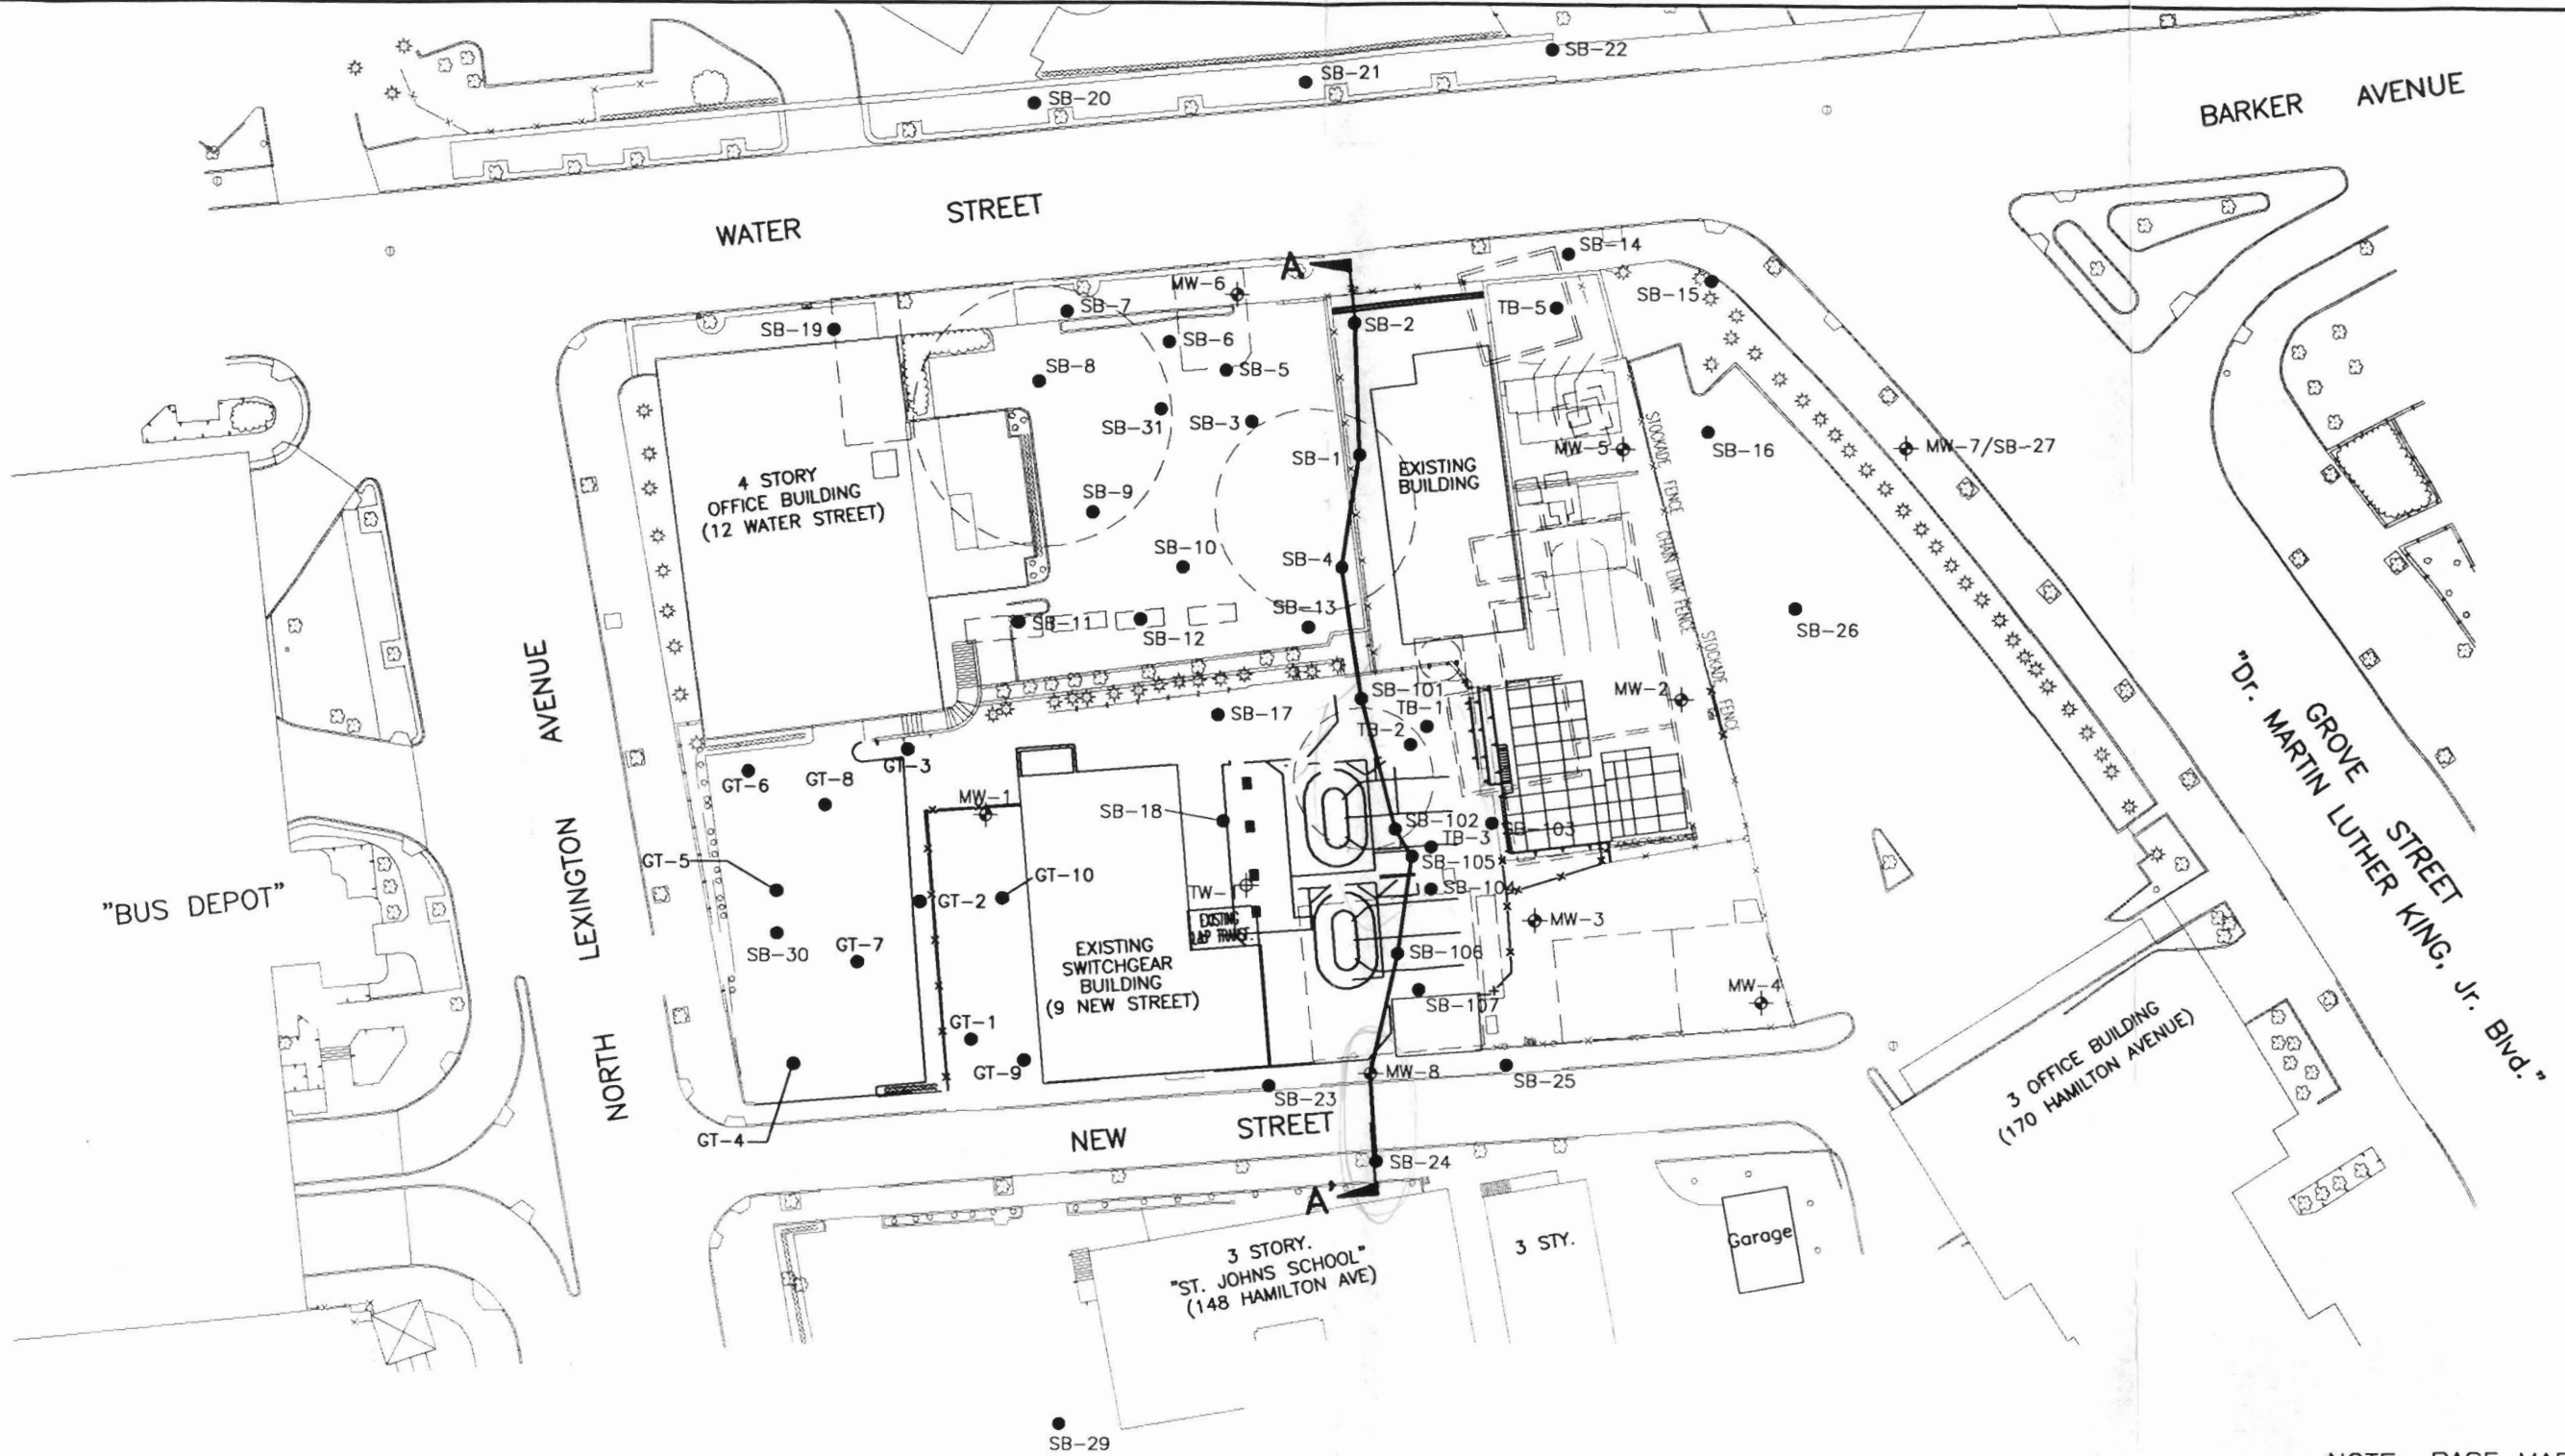 SB-22
SB-21
SB-20
BARKER AVENUE
WATER STREET
A
SB-14
MW-6
SB-15
SB-7
TB-5
SB-19
SB-2
SB-6
SB-8
SB-5
SB-31
SB-3
SB-1
MW-5
SB-16
MW-7/SB-27
EXISTING
BUILDING
4 STORY
OFFICE BUILDING
(12 WATER STREET)
STOCKADE FENCE
CHAIN LINK FENCE
STOCKADE FENCE
SB-9
SB-10
SB-4
SB-13
SB-11
SB-12
SB-26
SB-101
MW-2
TB-1
SB-17
TB-2
GT-3
GT-6
GT-8
MW-1
SB-18
SB-102
TB-3
SB-103
SB-105
GT-5
GT-10
TW-1
SB-104
GT-2
"BUS DEPOT"
NORTH LEXINGTON AVENUE
EXISTING
MW-3
SB-30
GT-7
EXISTING
SWITCHGEAR
BUILDING
(9 NEW STREET)
SB-106
SB-107
MW-4
GT-1
GT-9
MW-8
SB-25
SB-23
GT-4
NEW STREET
SB-24
A'
GROVE STREET
"Dr. MARTIN LUTHER KING, Jr. Blvd."
3 OFFICE BUILDING
(170 HAMILTON AVENUE)
3 STORY.
"ST. JOHNS SCHOOL"
(148 HAMILTON AVE)
3 STY.
Garage
SB-29